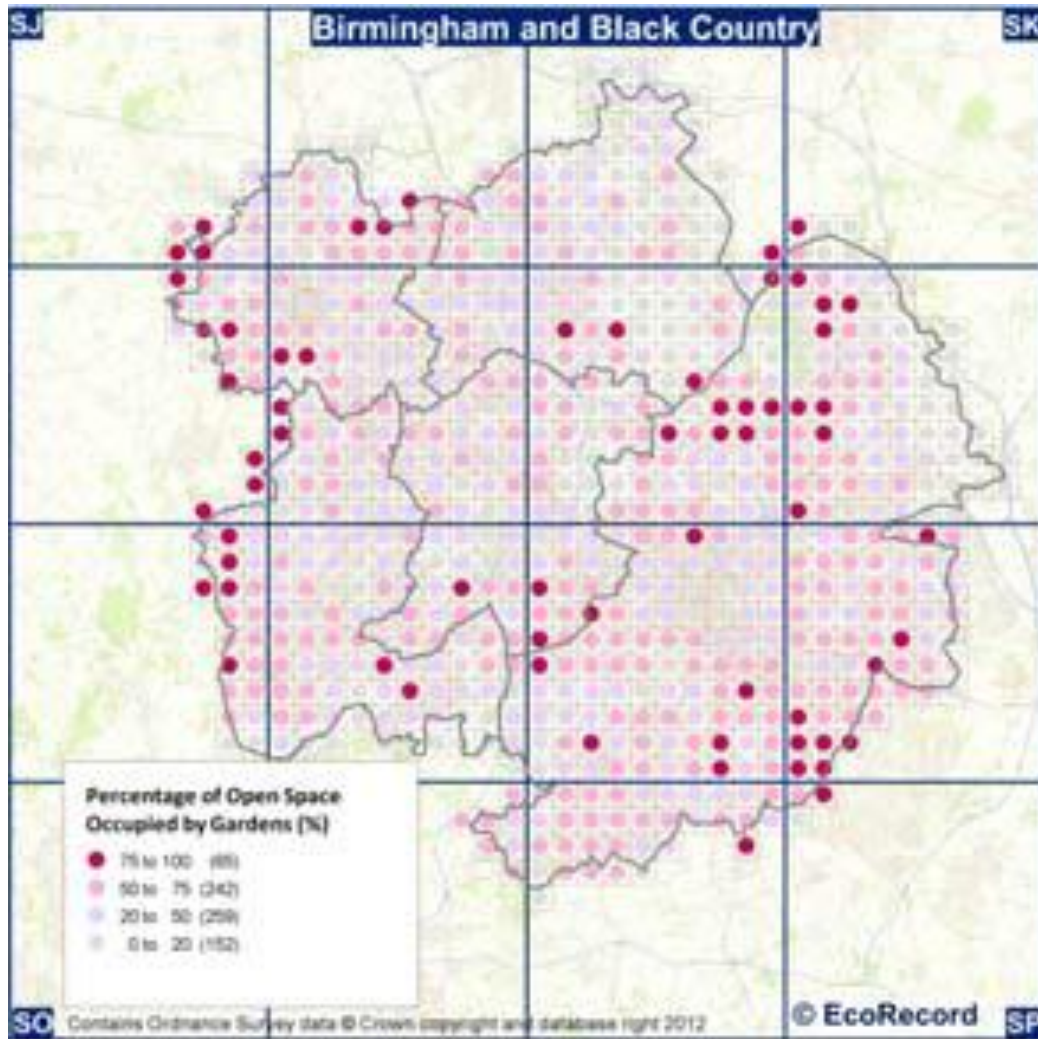 SJ
Birmingham and Black Country
SK
Percentage of Open Space
Occupied by Gardens (%)
75 to 100 (65)
50 to 75 (242)
20 to 50 (259)
0 to 20 (152)
SO
Contains Ordnance Survey data © Crown copyright and database right 2012
© EcoRecord
SP